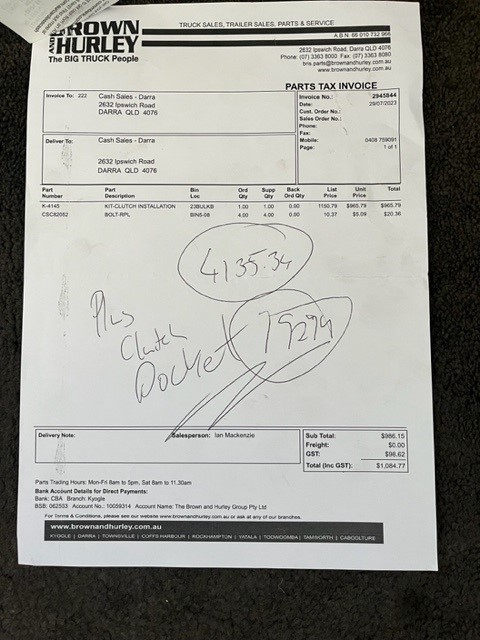 BROWN AND HURLEY
The BIG TRUCK People
TRUCK SALES, TRAILER SALES, PARTS & SERVICE
A B N. 66 010 732 966
2632 Ipswich Road, Darra QLD 4076
Phone: (07) 3363 8000 Fax: (07) 3363 8080
bns.parts@brownandhurley.com.au
www.brownandhurley.com.au
PARTS TAX INVOICE
Invoice To: 222 Cash Sales - Darra
2632 Ipswich Road
DARRA QLD 4076
Invoice No.: 2945844
Date: 29/07/2023
Cust. Order No.:
Sales Order No.:
Phone:
Fax:
Mobile: 0408 759091
Page: 1 of 1
Deliver To: Cash Sales - Darra
2632 Ipswich Road
DARRA QLD 4076
Part Number Part Description Bin Loc Ord Qty Supp Qty Back Ord Qty List Price Unit Price Total
K-4145 KIT-CLUTCH INSTALLATION 23BULKB 1.00 1.00 0.00 1150.79 $965.79 $965.79
CSC82052 BOLT-RPL BIN5-08 4.00 4.00 0.00 10.37 $5.09 $20.36
4135.34
Plus
Clutch
Docket
Delivery Note: Salesperson: Ian Mackenzie
Sub Total: $986.15
Freight: $0.00
GST: $98.62
Total (Inc GST): $1,084.77
Parts Trading Hours: Mon-Fri 8am to 5pm, Sat 8am to 11.30am
Bank Account Details for Direct Payments:
Bank: CBA Branch: Kyogle
BSB: 062553 Account No.: 10059314 Account Name: The Brown and Hurley Group Pty Ltd
For Terms & Conditions, please see our website www.brownandhurley.com.au or ask at any of our branches.
www.brownandhurley.com.au
KYOGLE | DARRA | TOWNSVILLE | COFFS HARBOUR | ROCKHAMPTON | YATALA | TOOWOOMBA | TAMWORTH | CABOOLTURE